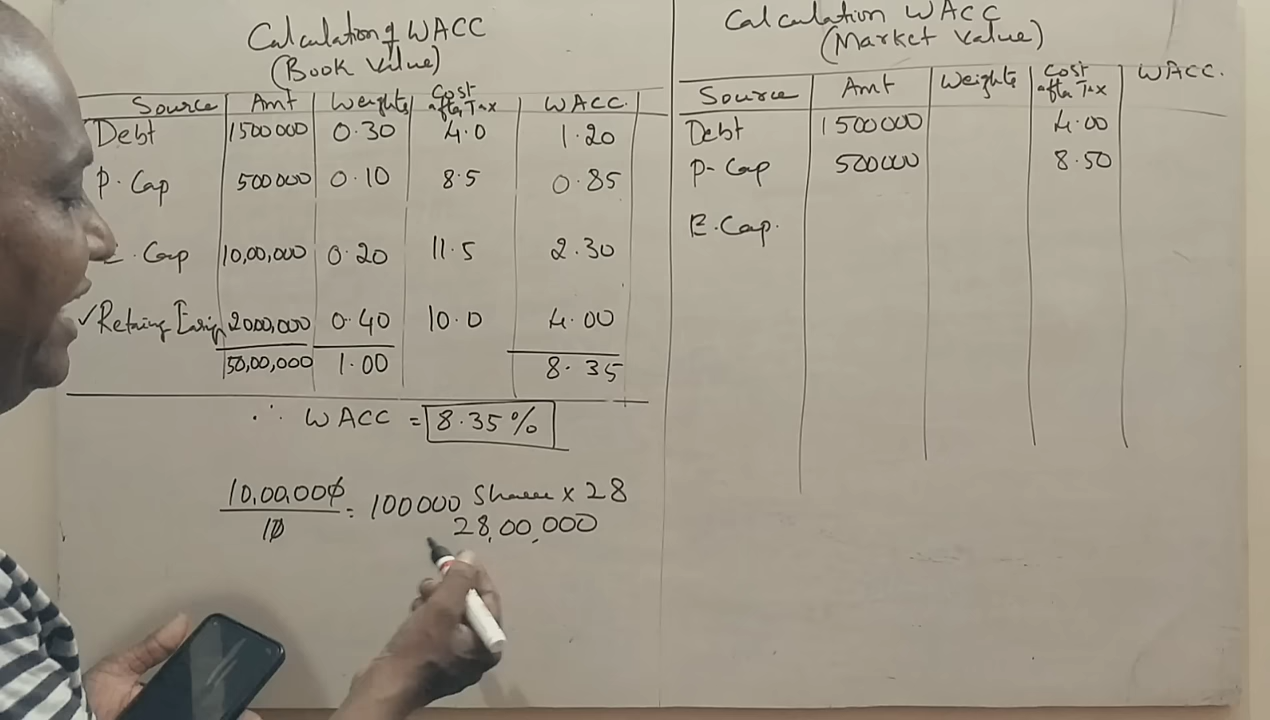 Calculation of WACC
(Book Value)
Source Amt Weights Cost after Tax WACC.
Debt 1500000 0.30 4.0 1.20
P. Cap 500000 0.10 8.5 0.85
E. Cap 10,00,000 0.20 11.5 2.30
✓Retaing 2000,000 0.40 10.0 4.00
50,00,000 1.00 8.35
∴ WACC = 8.35%
10,00,000 / 10 = 100000 Shares x 28
28,00,000
Calculation WACC
(Market Value)
Source Amt Weights Cost after Tax WACC.
Debt 1500000 4.00
P- Cap 500000 8.50
E. Cap.